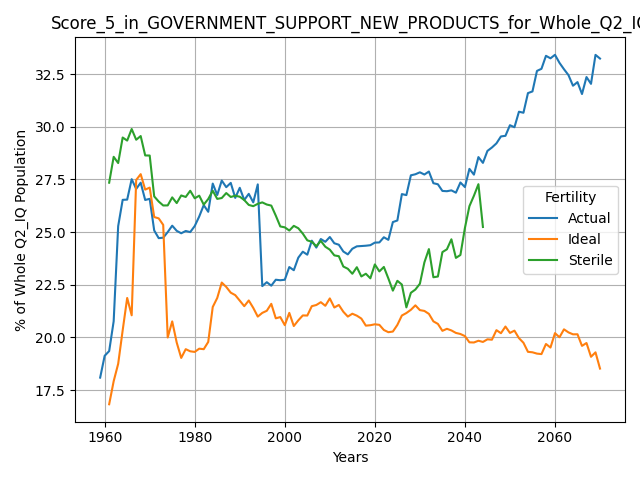 Score_5_in_GOVERNMENT_SUPPORT_NEW_PRODUCTS_for_Whole_Q2_IQ
% of Whole Q2_IQ Population
32.5
30.0
27.5
25.0
22.5
20.0
17.5
Fertility
Actual
Ideal
Sterile
1960 1980 2000 2020 2040 2060
Years